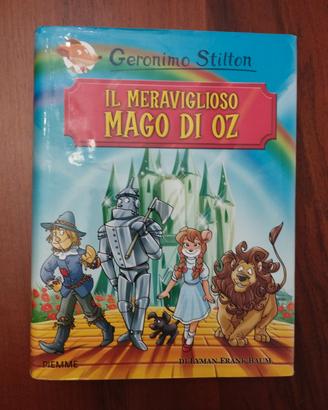 Geronimo Stilton
IL MERAVIGLIOSO
MAGO DI OZ
PIEMME
DI LYMAN FRANK BAUM